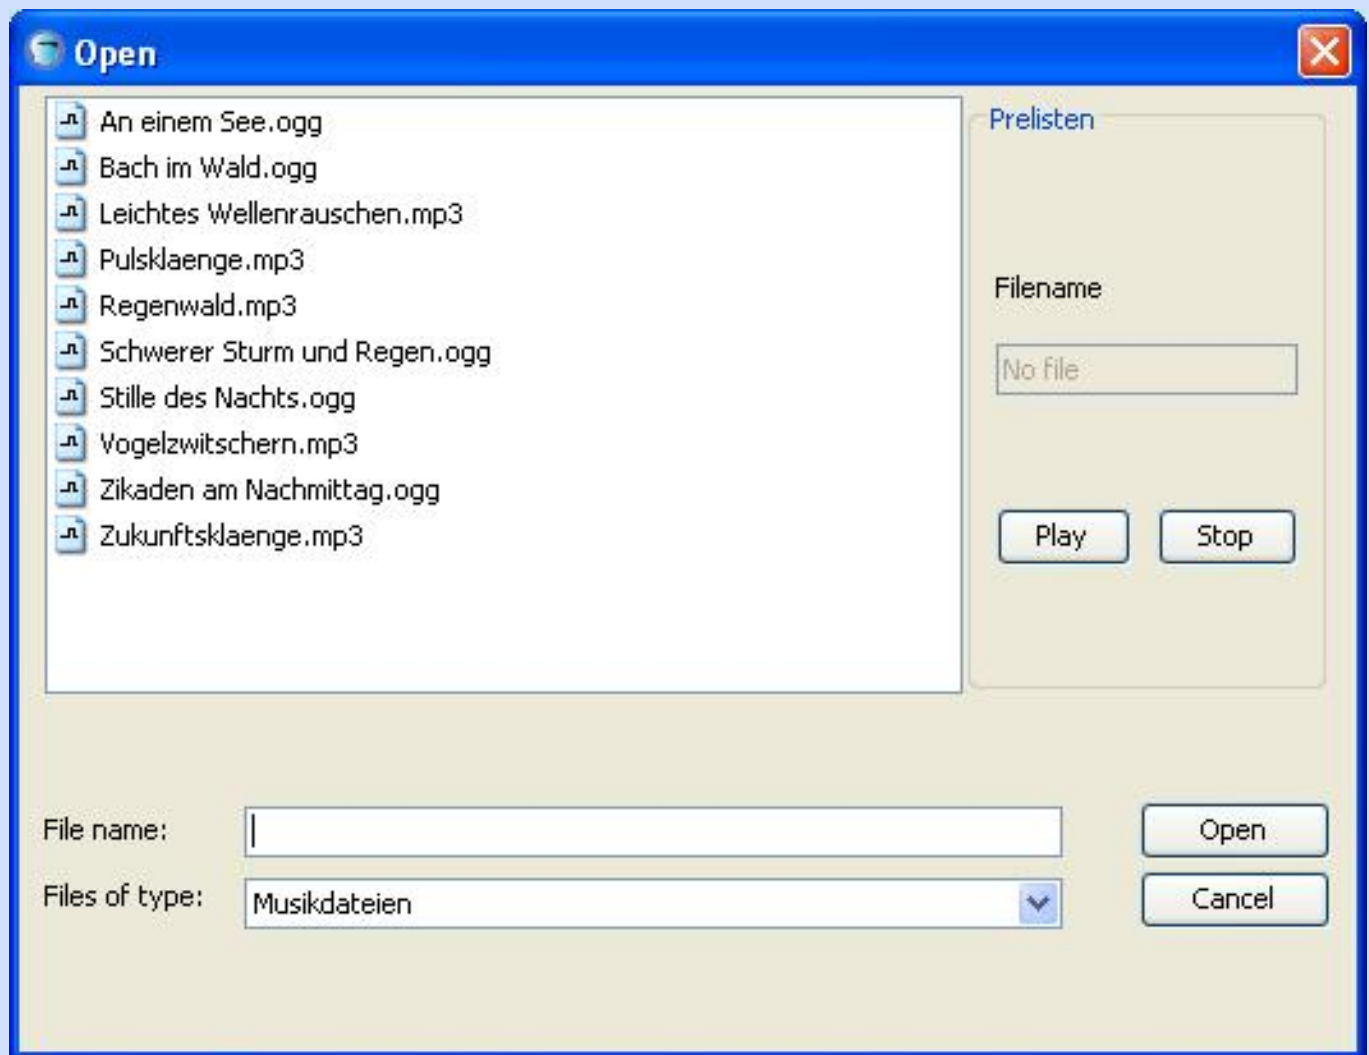 Open
An einem See.ogg
Bach im Wald.ogg
Leichtes Wellenrauschen.mp3
Pulsklaenge.mp3
Regenwald.mp3
Schwerer Sturm und Regen.ogg
Stille des Nachts.ogg
Vogelzwitschern.mp3
Zikaden am Nachmittag.ogg
Zukunftsklaenge.mp3
Prelisten
Filename
No file
Play Stop
File name:
Open
Files of type: Musikdateien
Cancel